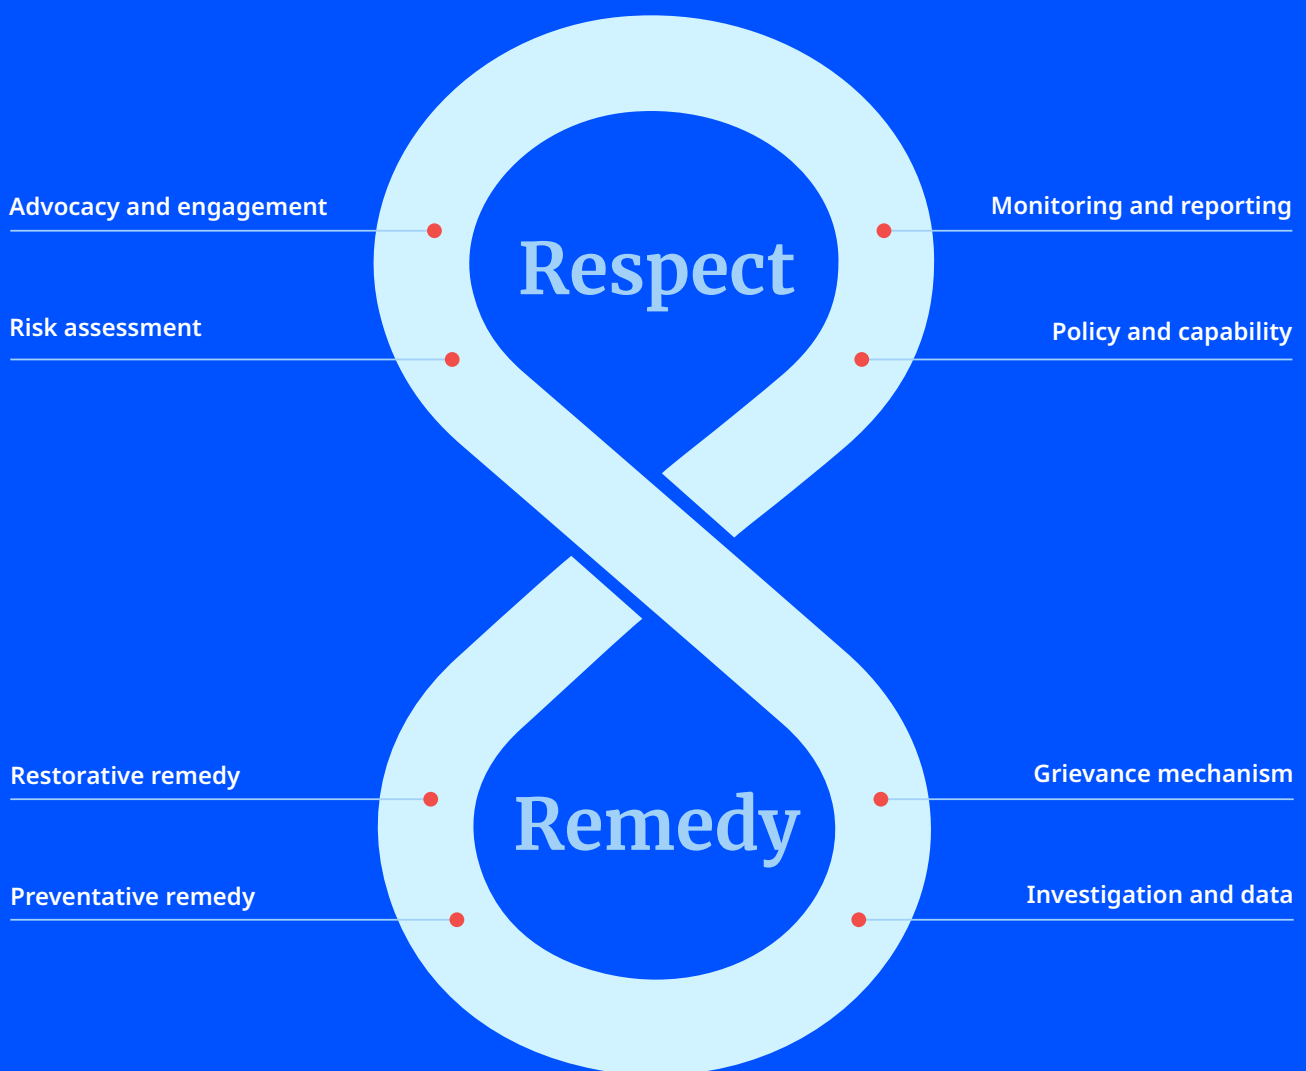 Advocacy and engagement
Monitoring and reporting
Respect
Risk assessment
Policy and capability
Restorative remedy
Grievance mechanism
Remedy
Preventative remedy
Investigation and data